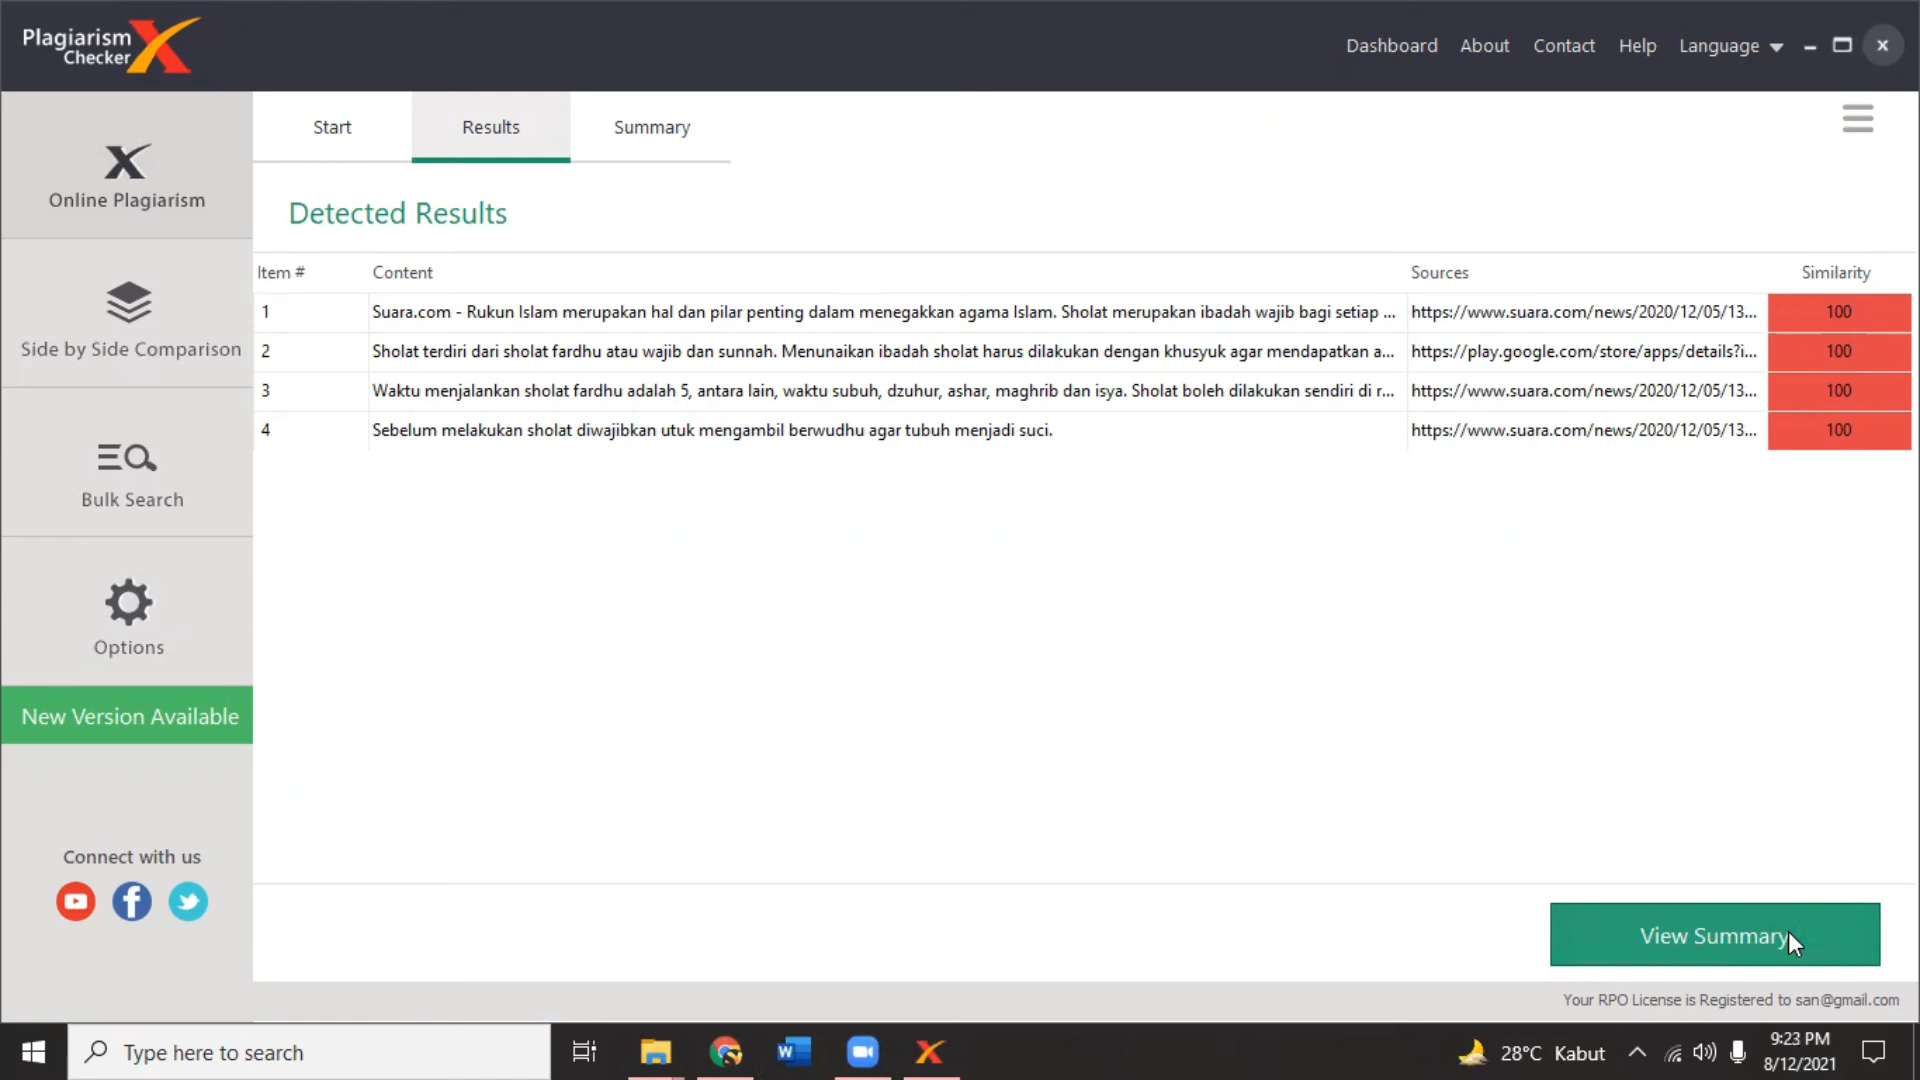 Plagiarism
Checker
Dashboard About Contact Help Language
Start Results Summary
Online Plagiarism
Side by Side Comparison
Bulk Search
Options
New Version Available
Connect with us
Detected Results
Item # Content Sources Similarity
1 Suara.com - Rukun Islam merupakan hal dan pilar penting dalam menegakkan agama Islam. Sholat merupakan ibadah wajib bagi setiap ... https://www.suara.com/news/2020/12/05/13... 100
2 Sholat terdiri dari sholat fardhu atau wajib dan sunnah. Menunaikan ibadah sholat harus dilakukan dengan khusyuk agar mendapatkan a... https://play.google.com/store/apps/details?i... 100
3 Waktu menjalankan sholat fardhu adalah 5, antara lain, waktu subuh, dzuhur, ashar, maghrib dan isya. Sholat boleh dilakukan sendiri di r... https://www.suara.com/news/2020/12/05/13... 100
4 Sebelum melakukan sholat diwajibkan utuk mengambil berwudhu agar tubuh menjadi suci. https://www.suara.com/news/2020/12/05/13... 100
View Summary
Your RPO License is Registered to san@gmail.com
Type here to search
28°C Kabut
9:23 PM
8/12/2021